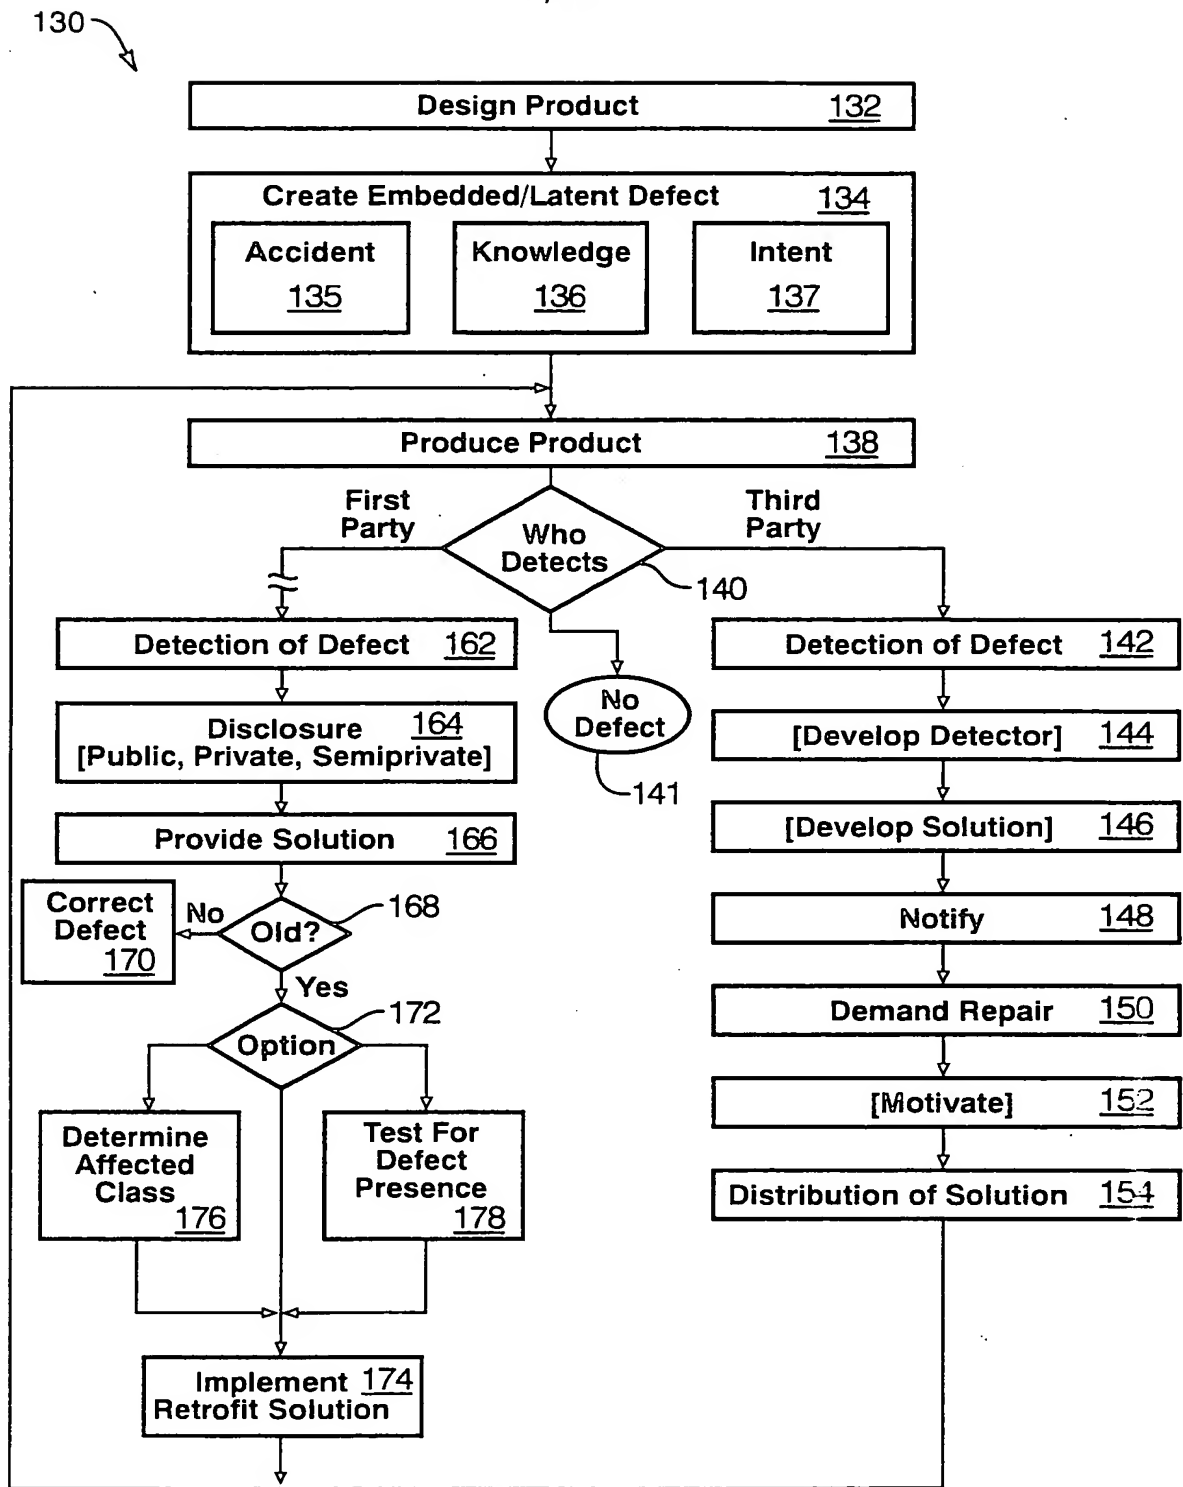 130
Design Product 132
Create Embedded/Latent Defect 134
Accident
135
Knowledge
136
Intent
137
Produce Product 138
First
Party
Who
Detects
Third
Party
140
Detection of Defect 162
Disclosure 164
[Public, Private, Semiprivate]
Provide Solution 166
No
Defect
141
Detection of Defect 142
[Develop Detector] 144
[Develop Solution] 146
Notify 148
Demand Repair 150
[Motivate] 152
Distribution of Solution 154
Correct
Defect
170
No
Old?
168
Yes
172
Option
Determine
Affected
Class
176
Test For
Defect
Presence
178
Implement 174
Retrofit Solution